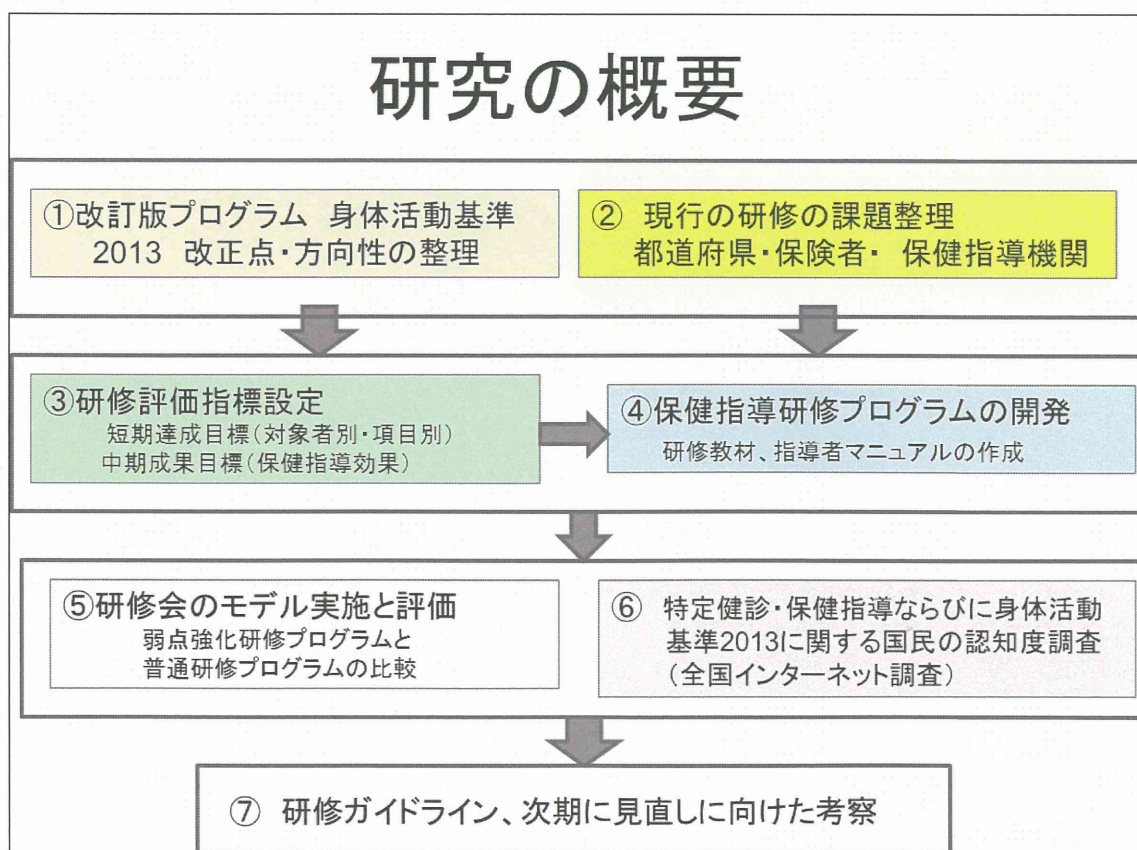 研究の概要
①改訂版プログラム 身体活動基準
2013 改正点・方向性の整理
② 現行の研修の課題整理
都道府県・保険者・ 保健指導機関
③研修評価指標設定
短期達成目標(対象者別・項目別)
中期成果目標(保健指導効果)
④保健指導研修プログラムの開発
研修教材、指導者マニュアルの作成
⑤研修会のモデル実施と評価
弱点強化研修プログラムと
普通研修プログラムの比較
⑥ 特定健診・保健指導ならびに身体活動
基準2013に関する国民の認知度調査
(全国インターネット調査)
⑦ 研修ガイドライン、次期に見直しに向けた考察